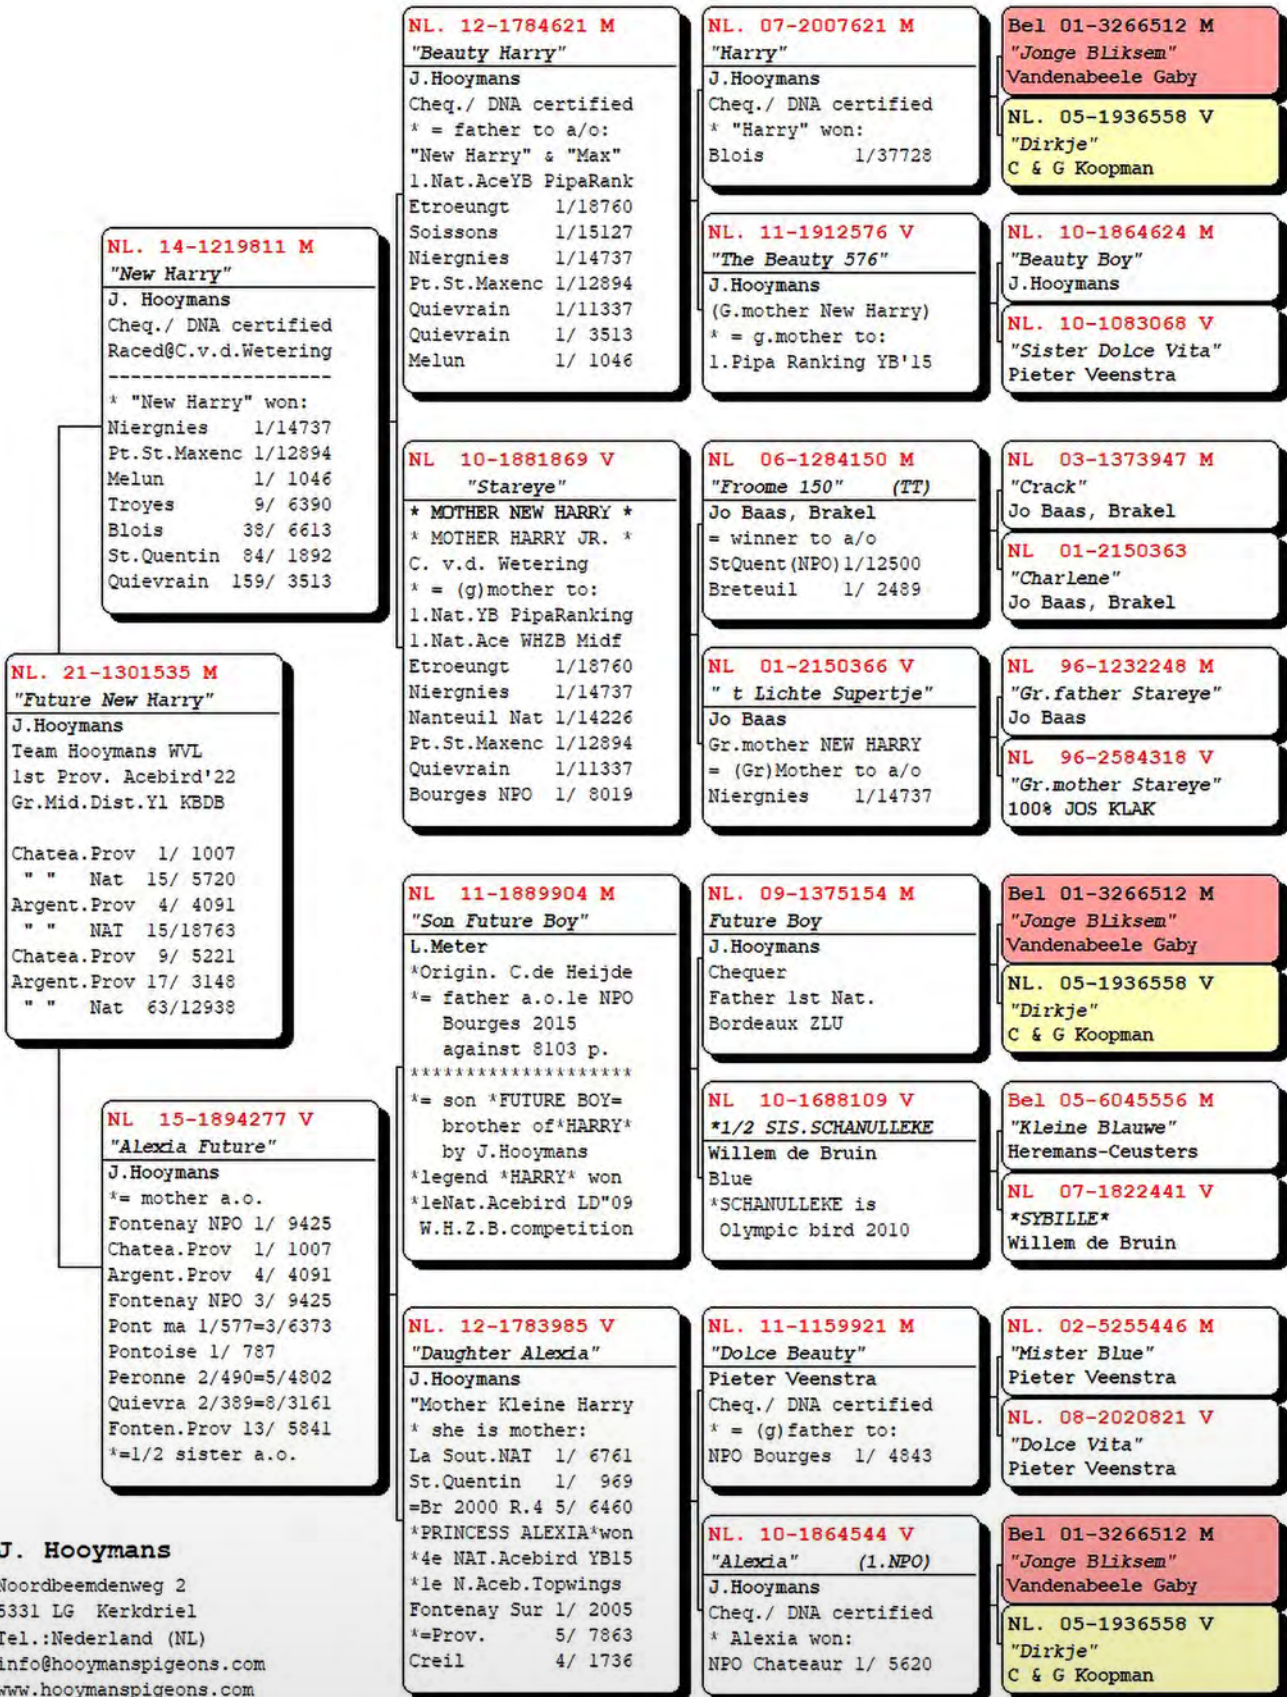 NL. 21-1301535 M
"Future New Harry"
J.Hooymans
Team Hooymans WVL
1st Prov. Acebird'22
Gr.Mid.Dist.Yl KBDB
Chatea.Prov 1/ 1007
" " Nat 15/ 5720
Argent.Prov 4/ 4091
" " NAT 15/18763
Chatea.Prov 9/ 5221
Argent.Prov 17/ 3148
" " Nat 63/12938
NL. 14-1219811 M
"New Harry"
J. Hooymans
Cheq./ DNA certified
Raced@C.v.d.Wetering
--------------------
* "New Harry" won:
Niergnies 1/14737
Pt.St.Maxenc 1/12894
Melun 1/ 1046
Troyes 9/ 6390
Blois 38/ 6613
St.Quentin 84/ 1892
Quievrain 159/ 3513
NL 15-1894277 V
"Alexia Future"
J.Hooymans
*= mother a.o.
Fontenay NPO 1/ 9425
Chatea.Prov 1/ 1007
Argent.Prov 4/ 4091
Fontenay NPO 3/ 9425
Pont ma 1/577=3/6373
Pontoise 1/ 787
Peronne 2/490=5/4802
Quievra 2/389=8/3161
Fonten.Prov 13/ 5841
*=1/2 sister a.o.
NL. 12-1784621 M
"Beauty Harry"
J.Hooymans
Cheq./ DNA certified
* = father to a/o:
"New Harry" & "Max"
1.Nat.AceYB PipaRank
Etroeungt 1/18760
Soissons 1/15127
Niergnies 1/14737
Pt.St.Maxenc 1/12894
Quievrain 1/11337
Quievrain 1/ 3513
Melun 1/ 1046
NL 10-1881869 V
"Stareye"
* MOTHER NEW HARRY *
* MOTHER HARRY JR. *
C. v.d. Wetering
* = (g)mother to:
1.Nat.YB PipaRanking
1.Nat.Ace WHZB Midf
Etroeungt 1/18760
Niergnies 1/14737
Nanteuil Nat 1/14226
Pt.St.Maxenc 1/12894
Quievrain 1/11337
Bourges NPO 1/ 8019
NL 11-1889904 M
"Son Future Boy"
L.Meter
*Origin. C.de Heijde
*= father a.o.1e NPO
Bourges 2015
against 8103 p.
********************
*= son *FUTURE BOY=
brother of*HARRY*
by J.Hooymans
*legend *HARRY* won
*1eNat.Acebird LD"09
W.H.Z.B.competition
NL. 12-1783985 V
"Daughter Alexia"
J.Hooymans
"Mother Kleine Harry
* she is mother:
La Sout.NAT 1/ 6761
St.Quentin 1/ 969
=Br 2000 R.4 5/ 6460
*PRINCESS ALEXIA*won
*4e NAT.Acebird YB15
*1e N.Aceb.Topwings
Fontenay Sur 1/ 2005
*=Prov. 5/ 7863
Creil 4/ 1736
NL. 07-2007621 M
"Harry"
J.Hooymans
Cheq./ DNA certified
* "Harry" won:
Blois 1/37728
NL. 11-1912576 V
"The Beauty 576"
J.Hooymans
(G.mother New Harry)
* = g.mother to:
1.Pipa Ranking YB'15
NL 06-1284150 M
"Froome 150" (TT)
Jo Baas, Brakel
= winner to a/o
StQuent(NPO)1/12500
Breteuil 1/ 2489
NL 01-2150366 V
" t Lichte Supertje"
Jo Baas
Gr.mother NEW HARRY
= (Gr)Mother to a/o
Niergnies 1/14737
NL. 09-1375154 M
Future Boy
J.Hooymans
Chequer
Father 1st Nat.
Bordeaux ZLU
NL 10-1688109 V
*1/2 SIS.SCHANULLEKE
Willem de Bruin
Blue
*SCHANULLEKE is
Olympic bird 2010
NL. 11-1159921 M
"Dolce Beauty"
Pieter Veenstra
Cheq./ DNA certified
* = (g)father to:
NPO Bourges 1/ 4843
NL. 10-1864544 V
"Alexia" (1.NPO)
J.Hooymans
Cheq./ DNA certified
* Alexia won:
NPO Chateaur 1/ 5620
Bel 01-3266512 M
"Jonge Bliksem"
Vandenabeele Gaby
NL. 05-1936558 V
"Dirkje"
C & G Koopman
NL. 10-1864624 M
"Beauty Boy"
J.Hooymans
NL. 10-1083068 V
"Sister Dolce Vita"
Pieter Veenstra
NL 03-1373947 M
"Crack"
Jo Baas, Brakel
NL 01-2150363
"Charlene"
Jo Baas, Brakel
NL 96-1232248 M
"Gr.father Stareye"
Jo Baas
NL 96-2584318 V
"Gr.mother Stareye"
100% JOS KLAK
Bel 01-3266512 M
"Jonge Bliksem"
Vandenabeele Gaby
NL. 05-1936558 V
"Dirkje"
C & G Koopman
Bel 05-6045556 M
"Kleine Blauwe"
Heremans-Ceusters
NL 07-1822441 V
*SYBILLE*
Willem de Bruin
NL. 02-5255446 M
"Mister Blue"
Pieter Veenstra
NL. 08-2020821 V
"Dolce Vita"
Pieter Veenstra
Bel 01-3266512 M
"Jonge Bliksem"
Vandenabeele Gaby
NL. 05-1936558 V
"Dirkje"
C & G Koopman
J. Hooymans
Noordbeemdenweg 2
5331 LG Kerkdriel
Tel.:Nederland (NL)
info@hooymanspigeons.com
www.hooymanspigeons.com